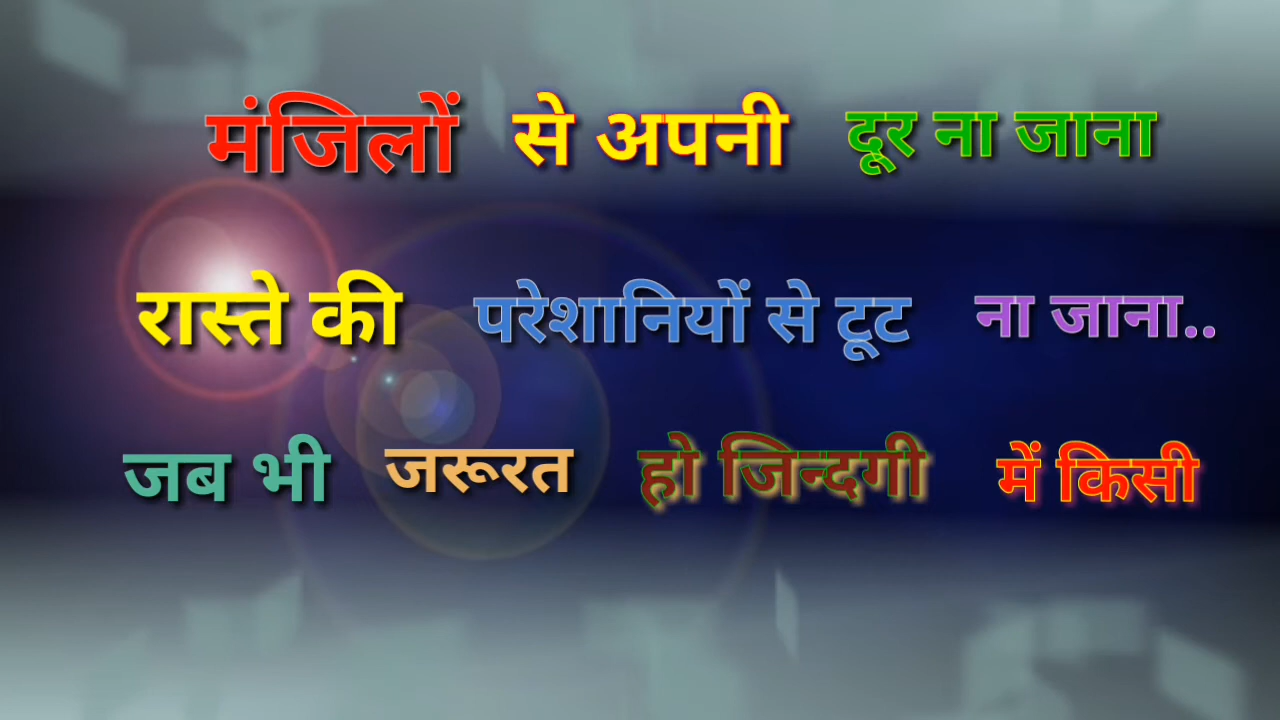 मंजिलों से अपनी दूर ना जाना
रास्ते की परेशानियों से टूट ना जाना..
जब भी जरूरत हो जिन्दगी में किसी